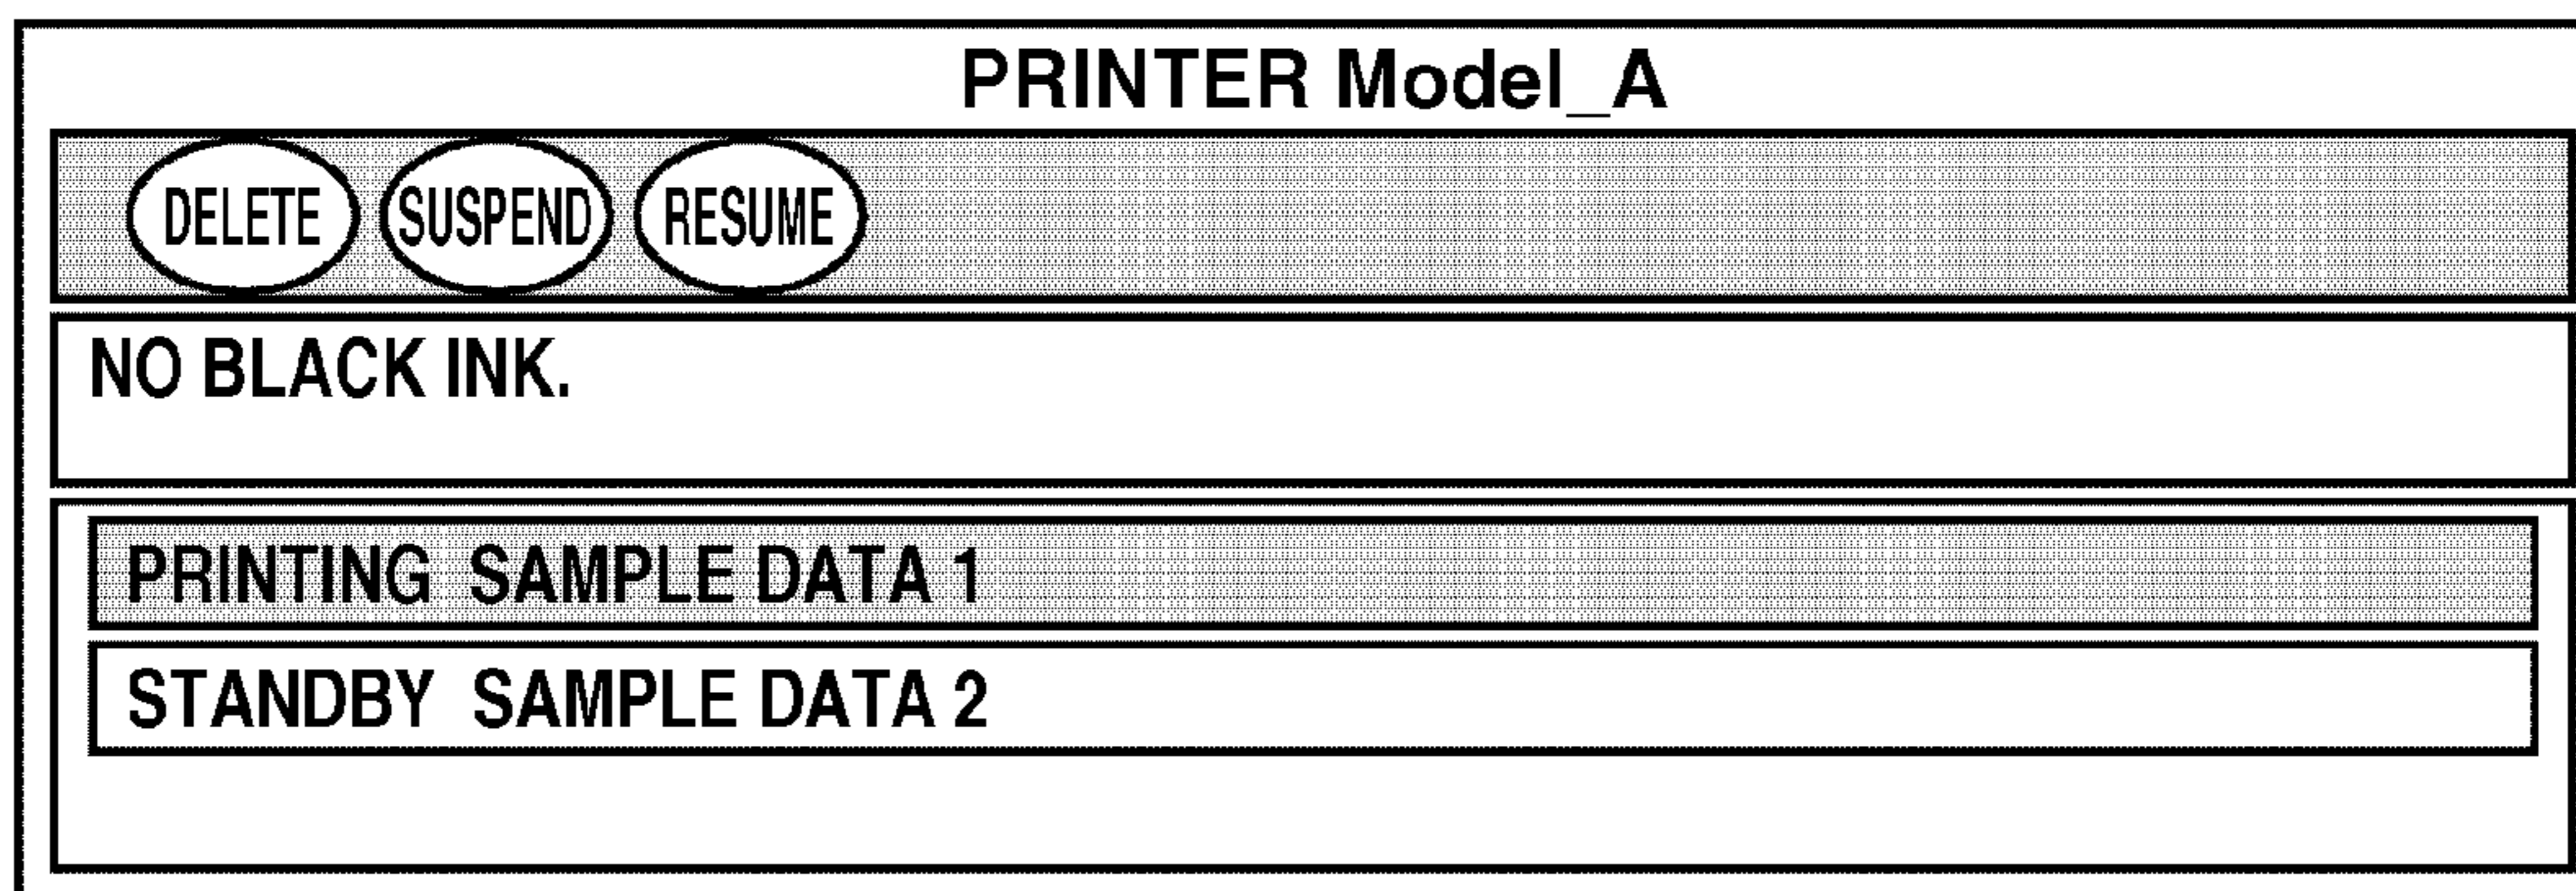 PRINTER Model_A
DELETE SUSPEND RESUME
NO BLACK INK.
PRINTING SAMPLE DATA 1
STANDBY SAMPLE DATA 2